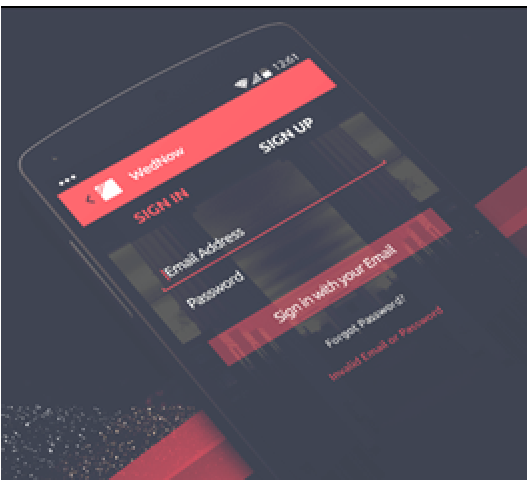 12:61
WedNow
SIGN IN
SIGN UP
Email Address
Password
Sign in with your Email
Forgot Password?
Invalid Email or Password